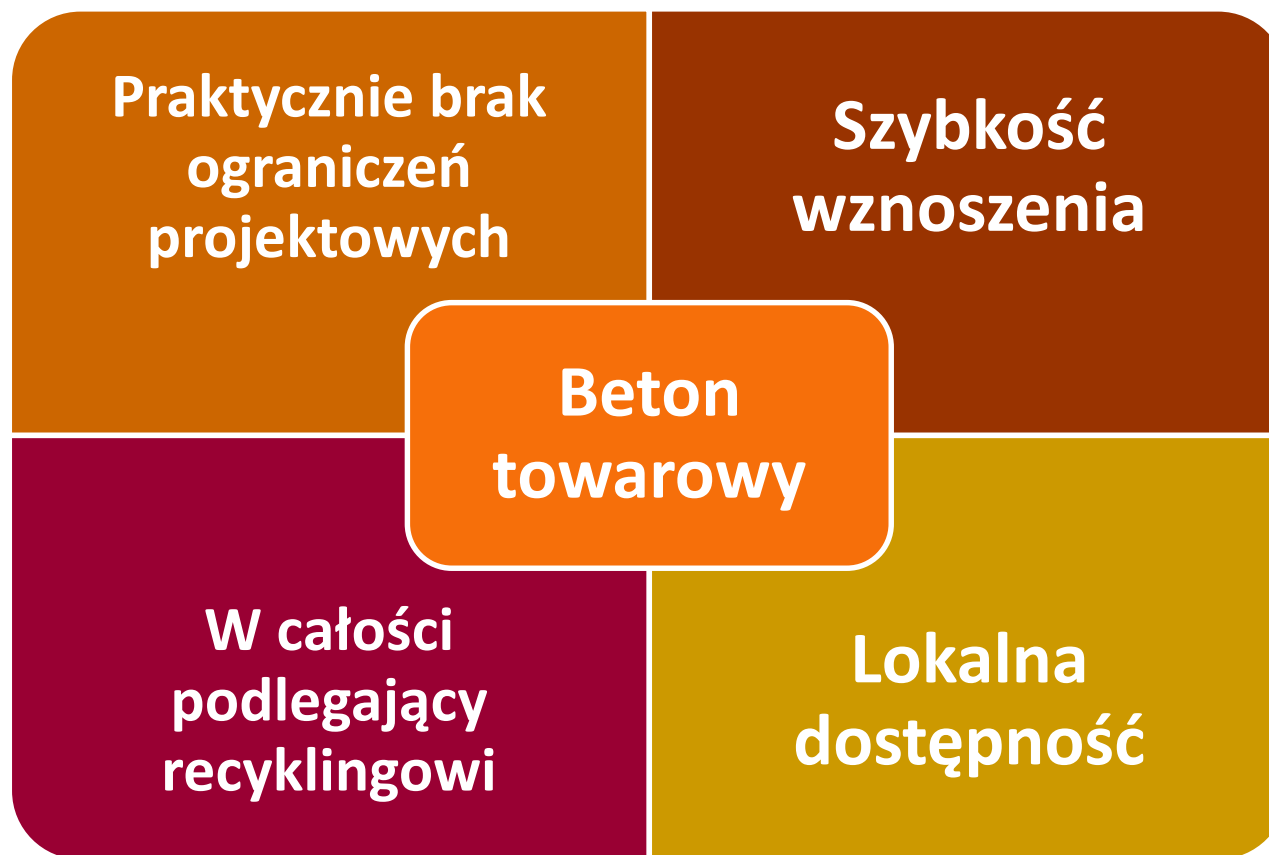 Praktycznie brak
ograniczeń
projektowych
Szybkość
wznoszenia
Beton
towarowy
W całości
podlegający
recyklingowi
Lokalna
dostępność